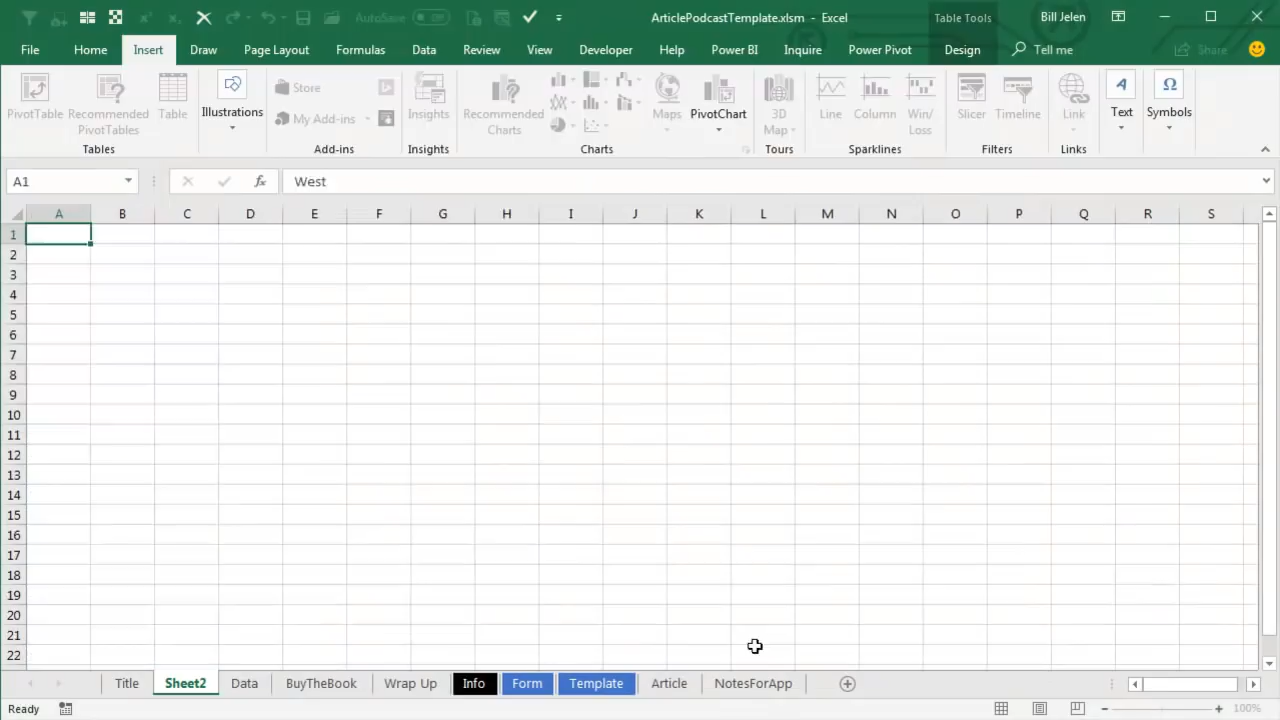 AutoSave
ArticlePodcastTemplate.xlsm - Excel
Table Tools
Bill Jelen
File Home Insert Draw Page Layout Formulas Data Review View Developer Help Power BI Inquire Power Pivot Design Tell me Share
PivotTable
Recommended
PivotTables
Table
Tables
Illustrations
Store
My Add-ins
Add-ins
Insights
Insights
Recommended
Charts
Maps
PivotChart
Charts
3D
Map
Tours
Line
Column
Win/
Loss
Sparklines
Slicer
Timeline
Filters
Link
Links
Text
Ω
Symbols
A1
fx
West
A B C D E F G H I J K L M N O P Q R S
1
2
3
4
5
6
7
8
9
10
11
12
13
14
15
16
17
18
19
20
21
22
Title Sheet2 Data BuyTheBook Wrap Up Info Form Template Article NotesForApp
Ready
100%